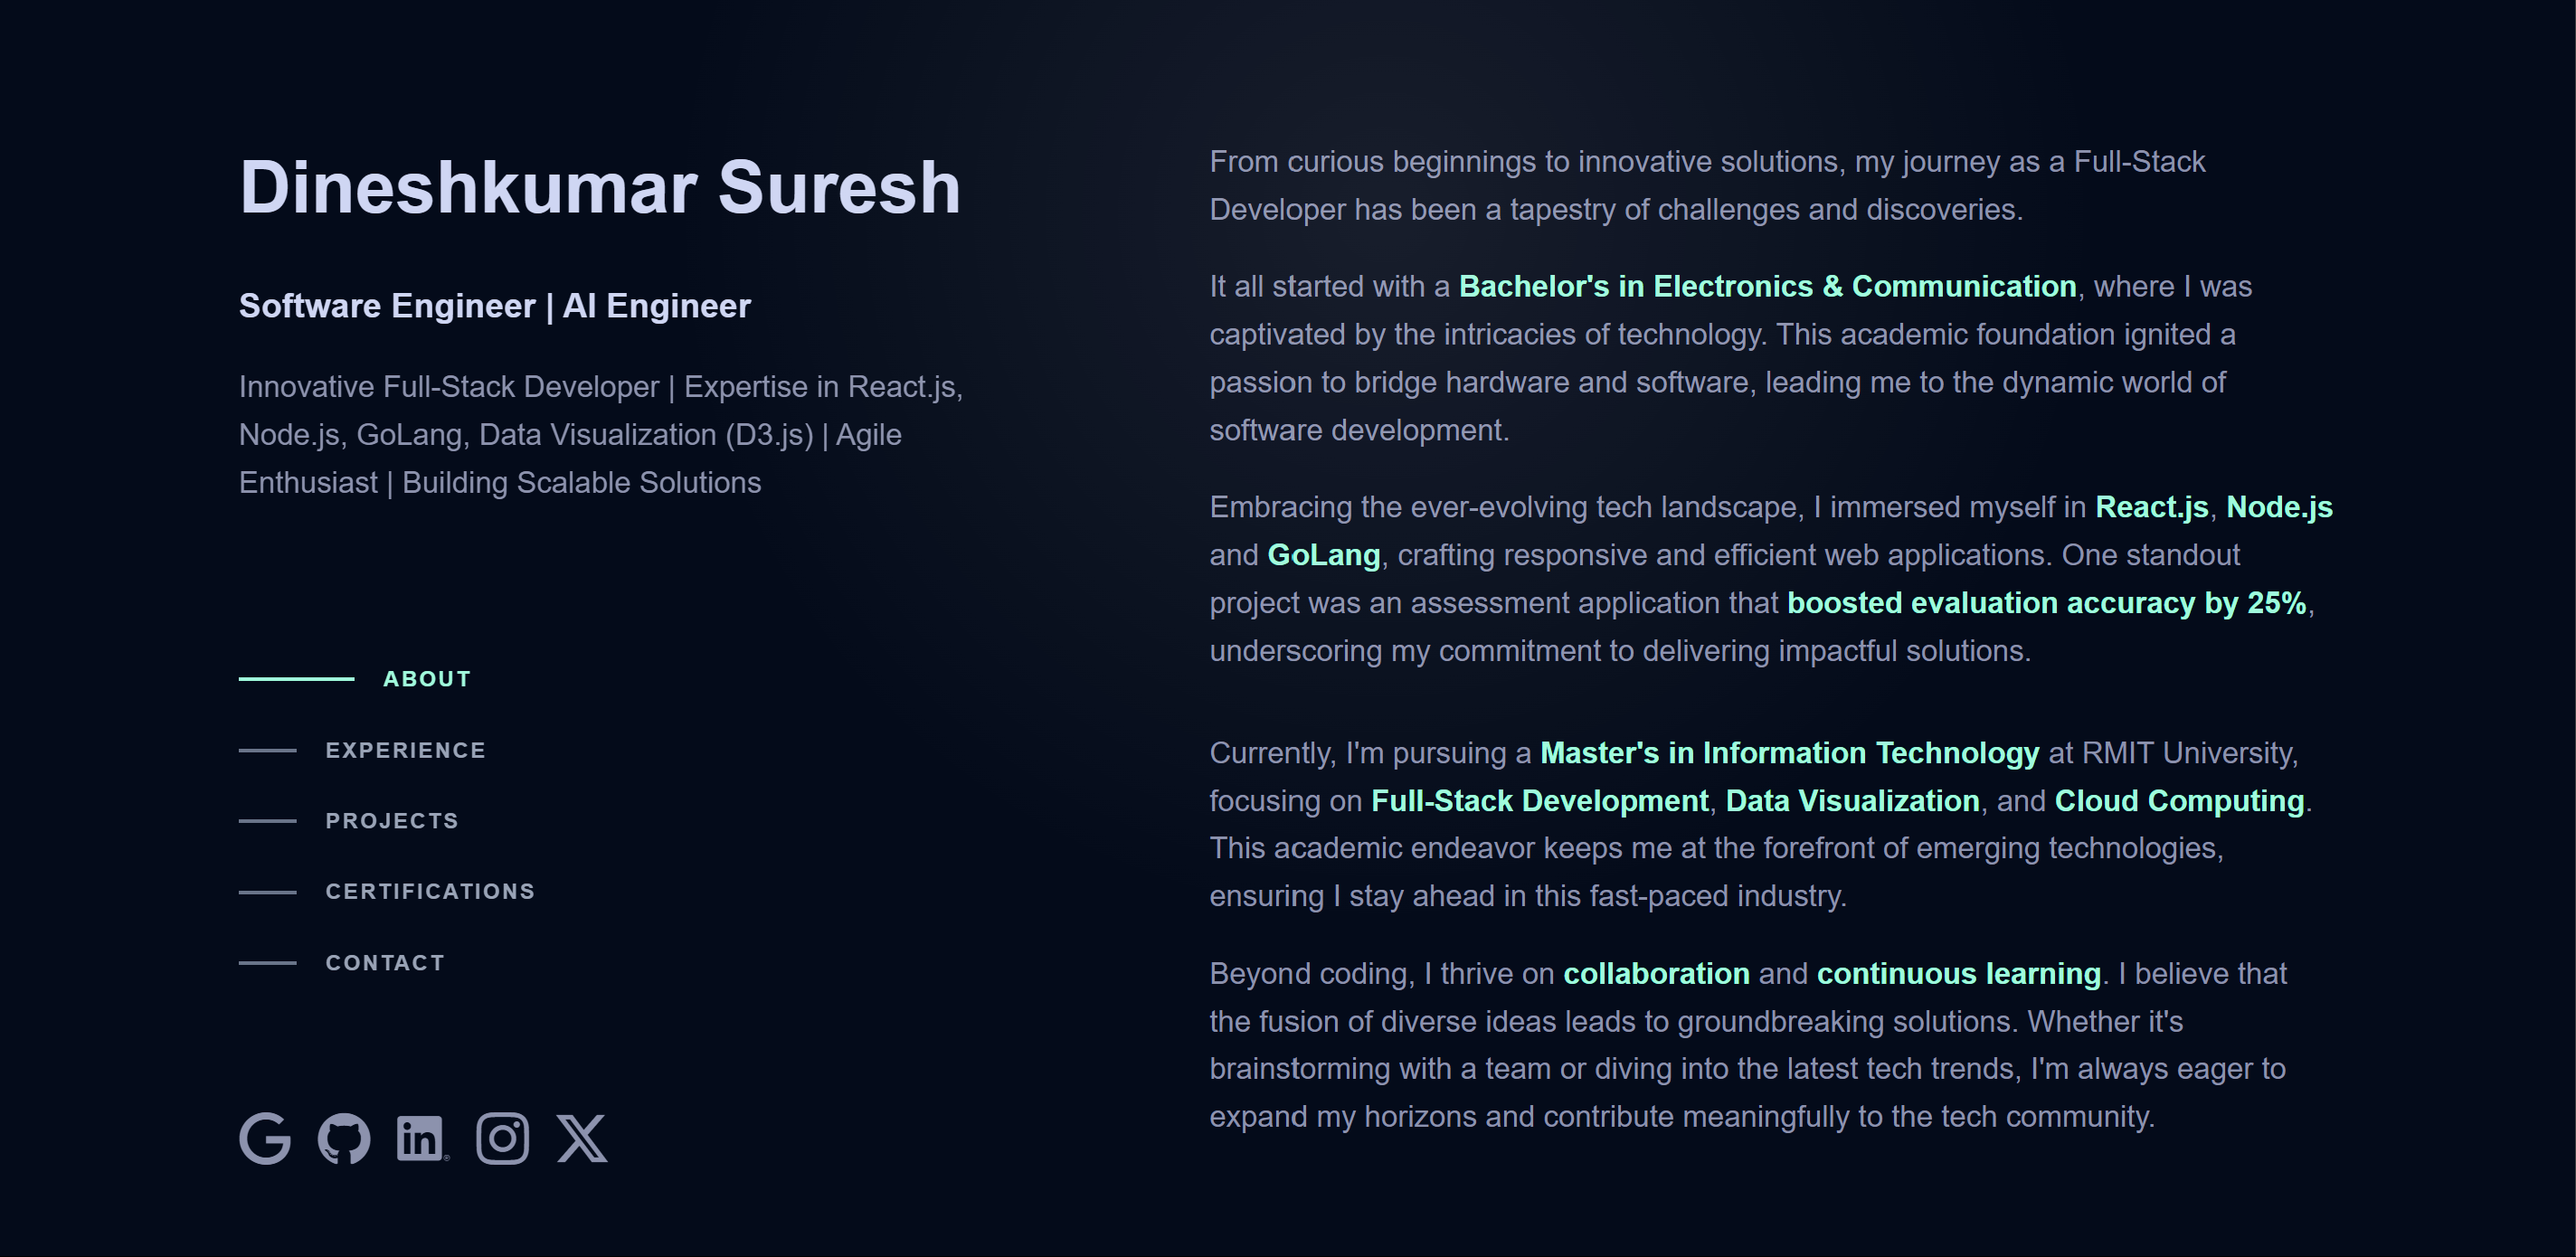 Dineshkumar Suresh
Software Engineer | AI Engineer
Innovative Full-Stack Developer | Expertise in React.js,
Node.js, GoLang, Data Visualization (D3.js) | Agile
Enthusiast | Building Scalable Solutions
ABOUT
EXPERIENCE
PROJECTS
CERTIFICATIONS
CONTACT
From curious beginnings to innovative solutions, my journey as a Full-Stack
Developer has been a tapestry of challenges and discoveries.
It all started with a Bachelor's in Electronics & Communication, where I was
captivated by the intricacies of technology. This academic foundation ignited a
passion to bridge hardware and software, leading me to the dynamic world of
software development.
Embracing the ever-evolving tech landscape, I immersed myself in React.js, Node.js
and GoLang, crafting responsive and efficient web applications. One standout
project was an assessment application that boosted evaluation accuracy by 25%,
underscoring my commitment to delivering impactful solutions.
Currently, I'm pursuing a Master's in Information Technology at RMIT University,
focusing on Full-Stack Development, Data Visualization, and Cloud Computing.
This academic endeavor keeps me at the forefront of emerging technologies,
ensuring I stay ahead in this fast-paced industry.
Beyond coding, I thrive on collaboration and continuous learning. I believe that
the fusion of diverse ideas leads to groundbreaking solutions. Whether it's
brainstorming with a team or diving into the latest tech trends, I'm always eager to
expand my horizons and contribute meaningfully to the tech community.